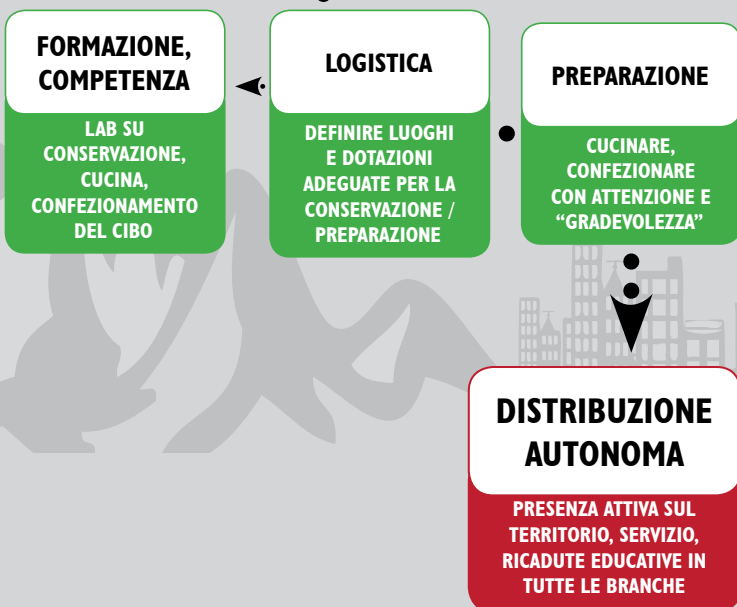 FORMAZIONE,
COMPETENZA
LAB SU
CONSERVAZIONE,
CUCINA,
CONFEZIONAMENTO
DEL CIBO
LOGISTICA
DEFINIRE LUOGHI
E DOTAZIONI
ADEGUATE PER LA
CONSERVAZIONE /
PREPARAZIONE
PREPARAZIONE
CUCINARE,
CONFEZIONARE
CON ATTENZIONE E
“GRADEVOLEZZA”
DISTRIBUZIONE
AUTONOMA
PRESENZA ATTIVA SUL
TERRITORIO, SERVIZIO,
RICADUTE EDUCATIVE IN
TUTTE LE BRANCHE